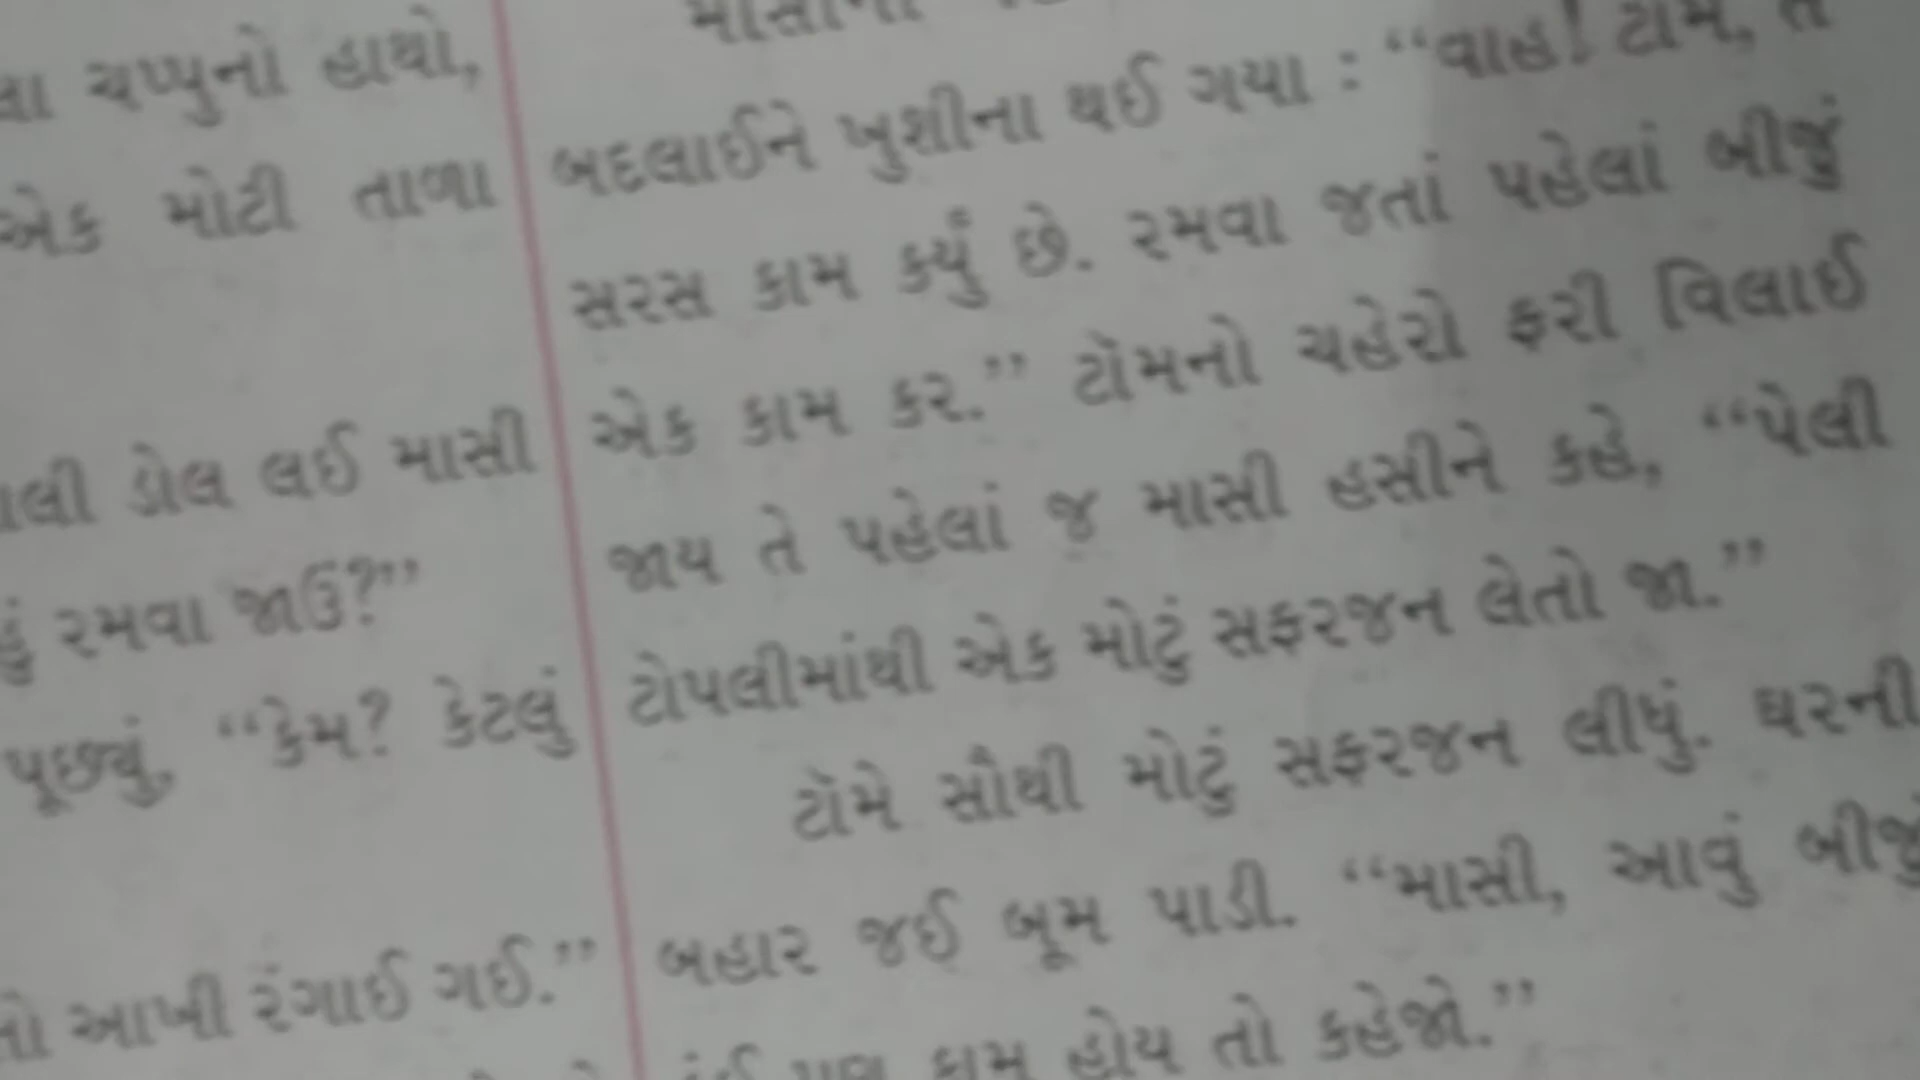 ચપ્પુનો હાથો,
એક મોટી તાળા
ડોલ લઈ માસી
હું રમવા જાઉં?”
પૂછ્યું, “કેમ? કેટલું
આખી રંગાઈ ગઈ.”
બદલાઈને ખુશીના થઈ ગયા : “વાહ! ટૉમ, તેં
સરસ કામ કર્યું છે. રમવા જતાં પહેલાં બીજું
એક કામ કર.” ટૉમનો ચહેરો ફરી વિલાઈ
જાય તે પહેલાં જ માસી હસીને કહે, “પેલી
ટોપલીમાંથી એક મોટું સફરજન લેતો જા.”
ટૉમે સૌથી મોટું સફરજન લીધું. ઘરની
બહાર જઈ બૂમ પાડી. “માસી, આવું બીજું
પણ કામ હોય તો કહેજો.”